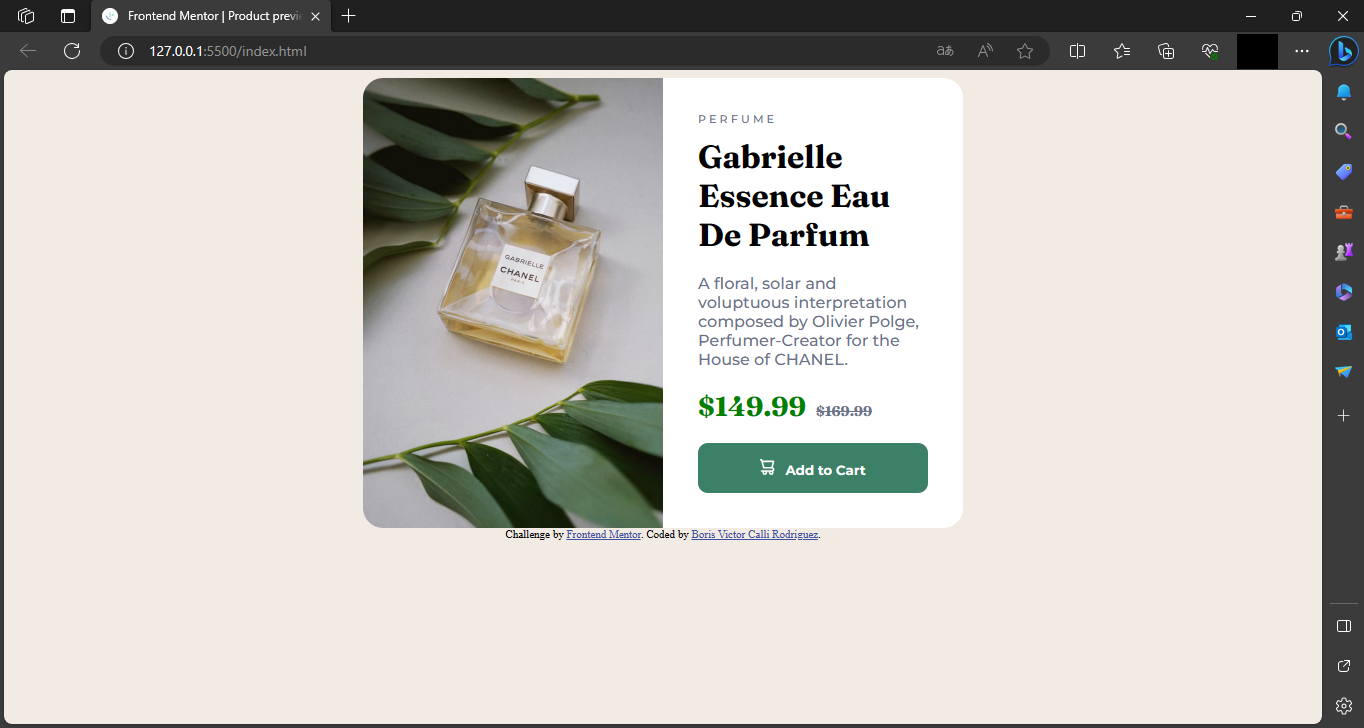 Frontend Mentor | Product previ
127.0.0.1:5500/index.html
aあ
PERFUME
Gabrielle
Essence Eau
De Parfum
A floral, solar and
voluptuous interpretation
composed by Olivier Polge,
Perfumer-Creator for the
House of CHANEL.
$149.99 $169.99
Add to Cart
GABRIELLE
CHANEL
PARIS
Challenge by Frontend Mentor. Coded by Boris Victor Calli Rodriguez.